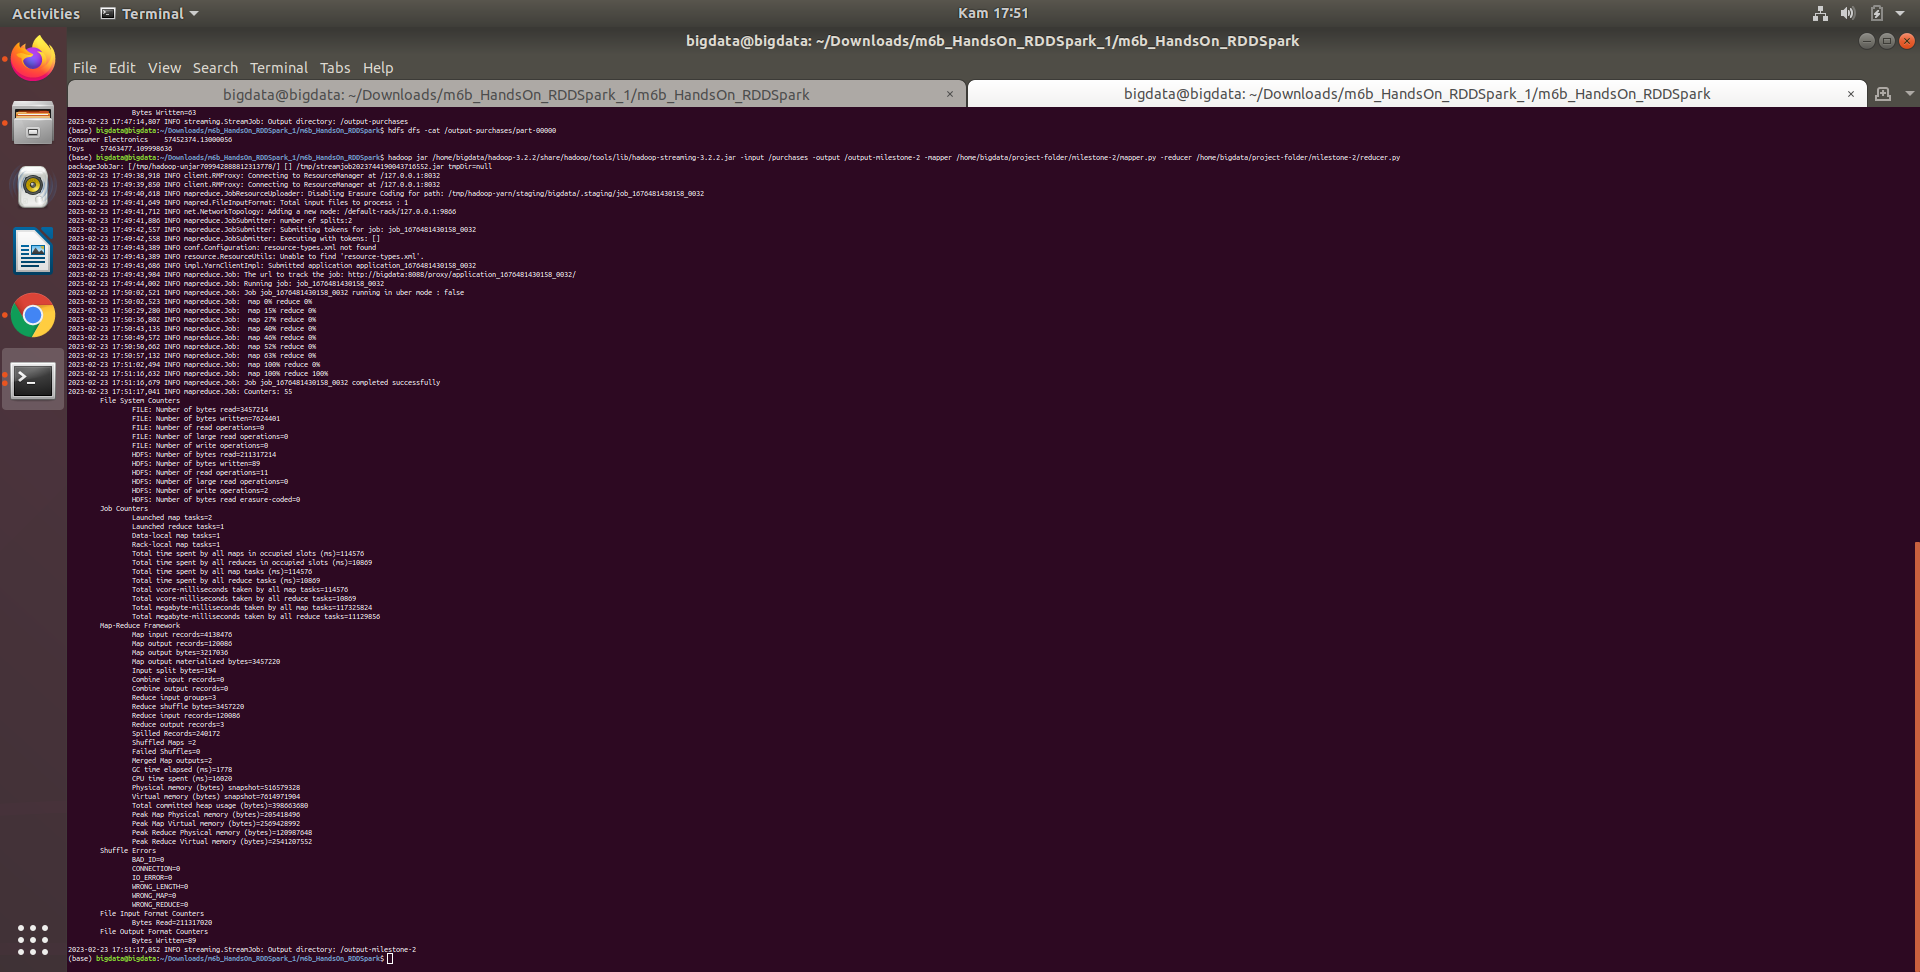 Activities
Terminal
Kam 17:51
bigdata@bigdata: ~/Downloads/m6b_HandsOn_RDDSpark_1/m6b_HandsOn_RDDSpark
File Edit View Search Terminal Tabs Help
bigdata@bigdata: ~/Downloads/m6b_HandsOn_RDDSpark_1/m6b_HandsOn_RDDSpark ×
bigdata@bigdata: ~/Downloads/m6b_HandsOn_RDDSpark_1/m6b_HandsOn_RDDSpark ×
Bytes Written=63
2023-02-23 17:47:14,807 INFO streaming.StreamJob: Output directory: /output-purchases
(base) bigdata@bigdata:~/Downloads/m6b_HandsOn_RDDSpark_1/m6b_HandsOn_RDDSpark$ hdfs dfs -cat /output-purchases/part-00000
Consumer Electronics 57452374.13000056
Toys 57463477.109998636
(base) bigdata@bigdata:~/Downloads/m6b_HandsOn_RDDSpark_1/m6b_HandsOn_RDDSpark$ hadoop jar /home/bigdata/hadoop-3.2.2/share/hadoop/tools/lib/hadoop-streaming-3.2.2.jar -input /purchases -output /output-milestone-2 -mapper /home/bigdata/project-folder/milestone-2/mapper.py -reducer /home/bigdata/project-folder/milestone-2/reducer.py
packageJobJar: [/tmp/hadoop-unjar7099428888812313778/] [] /tmp/streamjob2023744190043716552.jar tmpDir=null
2023-02-23 17:49:38,918 INFO client.RMProxy: Connecting to ResourceManager at /127.0.0.1:8032
2023-02-23 17:49:39,850 INFO client.RMProxy: Connecting to ResourceManager at /127.0.0.1:8032
2023-02-23 17:49:40,618 INFO mapreduce.JobResourceUploader: Disabling Erasure Coding for path: /tmp/hadoop-yarn/staging/bigdata/.staging/job_1676481430158_0032
2023-02-23 17:49:41,649 INFO mapred.FileInputFormat: Total input files to process : 1
2023-02-23 17:49:41,712 INFO net.NetworkTopology: Adding a new node: /default-rack/127.0.0.1:9866
2023-02-23 17:49:41,886 INFO mapreduce.JobSubmitter: number of splits:2
2023-02-23 17:49:42,557 INFO mapreduce.JobSubmitter: Submitting tokens for job: job_1676481430158_0032
2023-02-23 17:49:42,558 INFO mapreduce.JobSubmitter: Executing with tokens: []
2023-02-23 17:49:43,389 INFO conf.Configuration: resource-types.xml not found
2023-02-23 17:49:43,389 INFO resource.ResourceUtils: Unable to find 'resource-types.xml'.
2023-02-23 17:49:43,686 INFO impl.YarnClientImpl: Submitted application application_1676481430158_0032
2023-02-23 17:49:43,984 INFO mapreduce.Job: The url to track the job: http://bigdata:8088/proxy/application_1676481430158_0032/
2023-02-23 17:49:44,002 INFO mapreduce.Job: Running job: job_1676481430158_0032
2023-02-23 17:50:02,521 INFO mapreduce.Job: Job job_1676481430158_0032 running in uber mode : false
2023-02-23 17:50:02,523 INFO mapreduce.Job: map 0% reduce 0%
2023-02-23 17:50:29,280 INFO mapreduce.Job: map 15% reduce 0%
2023-02-23 17:50:36,802 INFO mapreduce.Job: map 27% reduce 0%
2023-02-23 17:50:43,135 INFO mapreduce.Job: map 40% reduce 0%
2023-02-23 17:50:49,572 INFO mapreduce.Job: map 46% reduce 0%
2023-02-23 17:50:50,662 INFO mapreduce.Job: map 52% reduce 0%
2023-02-23 17:50:57,132 INFO mapreduce.Job: map 63% reduce 0%
2023-02-23 17:51:02,494 INFO mapreduce.Job: map 100% reduce 0%
2023-02-23 17:51:16,632 INFO mapreduce.Job: map 100% reduce 100%
2023-02-23 17:51:16,679 INFO mapreduce.Job: Job job_1676481430158_0032 completed successfully
2023-02-23 17:51:17,041 INFO mapreduce.Job: Counters: 55
File System Counters
FILE: Number of bytes read=3457214
FILE: Number of bytes written=7624401
FILE: Number of read operations=0
FILE: Number of large read operations=0
FILE: Number of write operations=0
HDFS: Number of bytes read=211317214
HDFS: Number of bytes written=89
HDFS: Number of read operations=11
HDFS: Number of large read operations=0
HDFS: Number of write operations=2
HDFS: Number of bytes read erasure-coded=0
Job Counters
Launched map tasks=2
Launched reduce tasks=1
Data-local map tasks=1
Rack-local map tasks=1
Total time spent by all maps in occupied slots (ms)=114576
Total time spent by all reduces in occupied slots (ms)=10869
Total time spent by all map tasks (ms)=114576
Total time spent by all reduce tasks (ms)=10869
Total vcore-milliseconds taken by all map tasks=114576
Total vcore-milliseconds taken by all reduce tasks=10869
Total megabyte-milliseconds taken by all map tasks=117325824
Total megabyte-milliseconds taken by all reduce tasks=11129856
Map-Reduce Framework
Map input records=4138476
Map output records=120086
Map output bytes=3217036
Map output materialized bytes=3457220
Input split bytes=194
Combine input records=0
Combine output records=0
Reduce input groups=3
Reduce shuffle bytes=3457220
Reduce input records=120086
Reduce output records=3
Spilled Records=240172
Shuffled Maps =2
Failed Shuffles=0
Merged Map outputs=2
GC time elapsed (ms)=1778
CPU time spent (ms)=16020
Physical memory (bytes) snapshot=516579328
Virtual memory (bytes) snapshot=7614971904
Total committed heap usage (bytes)=398663680
Peak Map Physical memory (bytes)=205418496
Peak Map Virtual memory (bytes)=2569428992
Peak Reduce Physical memory (bytes)=120987648
Peak Reduce Virtual memory (bytes)=2541207552
Shuffle Errors
BAD_ID=0
CONNECTION=0
IO_ERROR=0
WRONG_LENGTH=0
WRONG_MAP=0
WRONG_REDUCE=0
File Input Format Counters
Bytes Read=211317020
File Output Format Counters
Bytes Written=89
2023-02-23 17:51:17,052 INFO streaming.StreamJob: Output directory: /output-milestone-2
(base) bigdata@bigdata:~/Downloads/m6b_HandsOn_RDDSpark_1/m6b_HandsOn_RDDSpark$